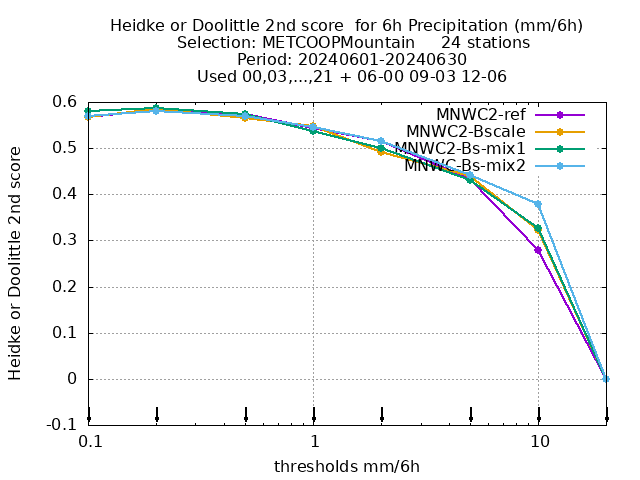 Heidke or Doolittle 2nd score  for 6h Precipitation (mm/6h)
Selection: METCOOPMountain     24 stations
Period: 20240601-20240630
Used 00,03,...,21 + 06-00 09-03 12-06
MNWC2-ref
MNWC2-Bscale
MNWC2-Bs-mix1
MNWC-Bs-mix2
Heidke or Doolittle 2nd score
0.6
0.5
0.4
0.3
0.2
0.1
0
-0.1
0.1 1 10
thresholds mm/6h